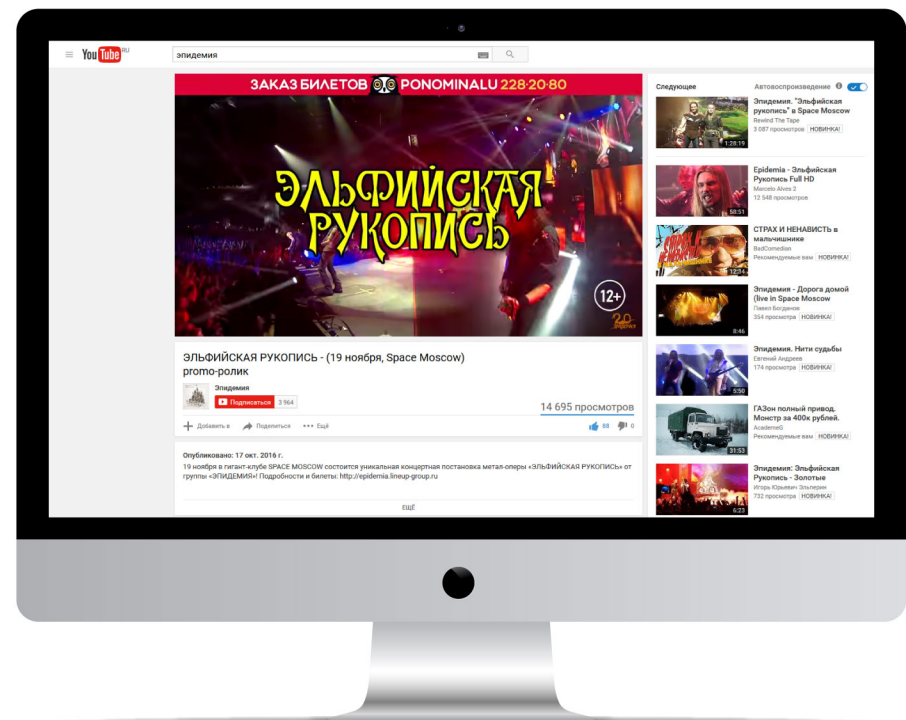 You Tube RU
эпидемия
ЗАКАЗ БИЛЕТОВ PONOMINALU 228-20-80
ЭЛЬФИЙСКАЯ
РУКОПИСЬ
12+
2.0
ЭЛЬФИЙСКАЯ РУКОПИСЬ - (19 ноября, Space Moscow)
promo-ролик
Эпидемия
Подписаться 3 964
14 695 просмотров
Добавить в Поделиться Ещё
88 0
Опубликовано: 17 окт. 2016 г.
19 ноября в гигант-клубе SPACE MOSCOW состоится уникальная концертная постановка метал-оперы «ЭЛЬФИЙСКАЯ РУКОПИСЬ» от
группы «ЭПИДЕМИЯ»! Подробности и билеты: http://epidemia.lineup-group.ru
ЕЩЁ
Следующее Автовоспроизведение
Эпидемия. "Эльфийская
рукопись" в Space Moscow
Rewind The Tape
3 087 просмотров НОВИНКА!
1:28:19
Epidemia - Эльфийская
Рукопись Full HD
Marcelo Alves 2
12 548 просмотров
58:51
СТРАХ И НЕНАВИСТЬ в
мальчишнике
BadComedian
Рекомендуемые вам НОВИНКА!
12:34
Эпидемия - Дорога домой
(live in Space Moscow
Павел Богданов
354 просмотра НОВИНКА!
8:46
Эпидемия. Нити судьбы
Евгений Андреев
174 просмотра НОВИНКА!
5:50
ГАЗон полный привод.
Монстр за 400к рублей.
AcademeG
Рекомендуемые вам НОВИНКА!
31:53
Эпидемия: Эльфийская
Рукопись - Золотые
Игорь Юрьевич Эльперин
732 просмотра НОВИНКА!
6:23